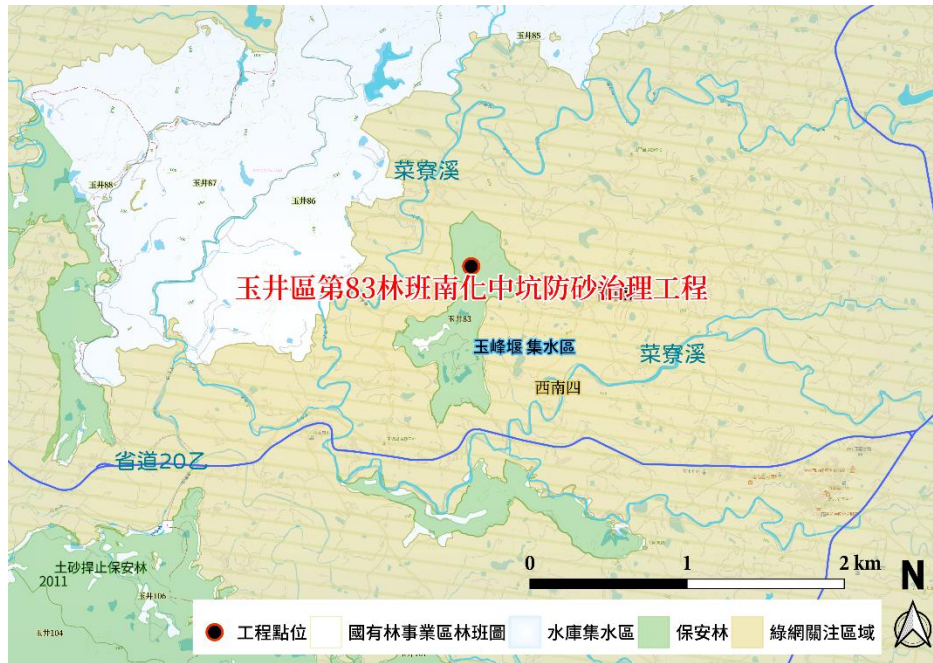 玉井85
菜寮溪
玉井88
玉井87
玉井86
玉井區第83林班南化中坑防砂治理工程
玉井83
玉峰堰 集水區
菜寮溪
西南四
省道20乙
土砂捍止保安林
2011
玉井106
玉井104
0 1 2 km
N
工程點位 國有林事業區林班圖 水庫集水區 保安林 綠網關注區域